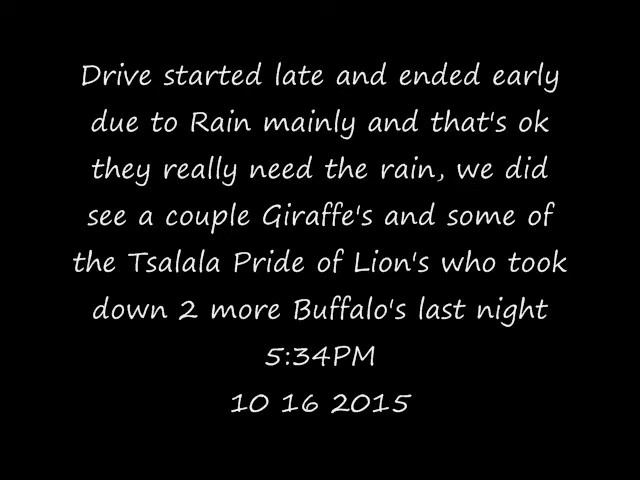 Drive started late and ended early
due to Rain mainly and that's ok
they really need the rain, we did
see a couple Giraffe's and some of
the Tsalala Pride of Lion's who took
down 2 more Buffalo's last night
5:34PM
10 16 2015